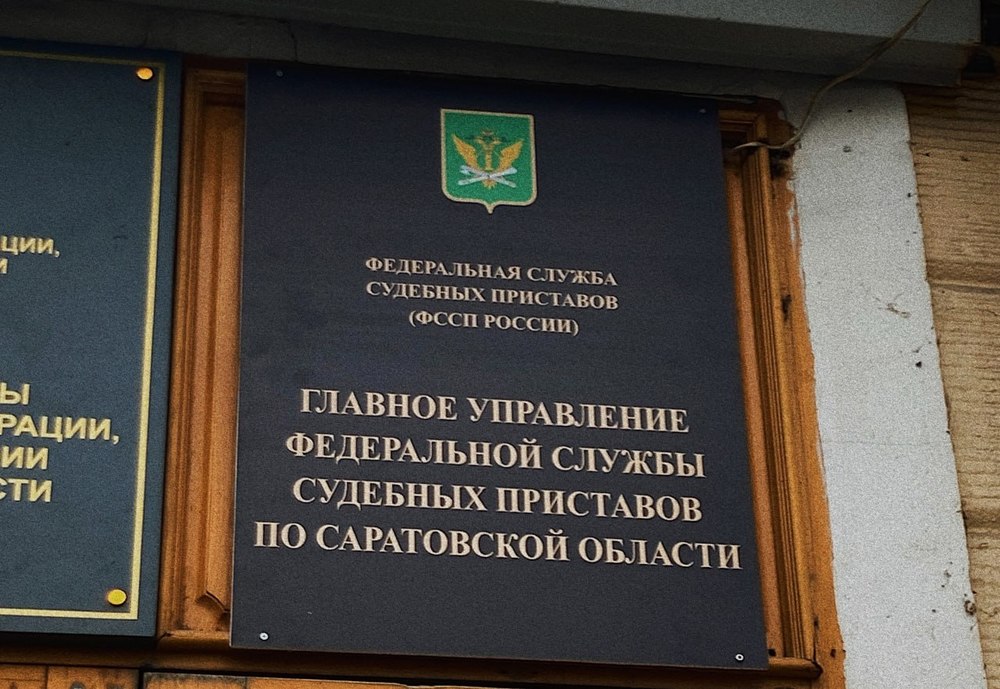 ФЕДЕРАЛЬНАЯ СЛУЖБА
СУДЕБНЫХ ПРИСТАВОВ
(ФССП РОССИИ)
ГЛАВНОЕ УПРАВЛЕНИЕ
ФЕДЕРАЛЬНОЙ СЛУЖБЫ
СУДЕБНЫХ ПРИСТАВОВ
ПО САРАТОВСКОЙ ОБЛАСТИ